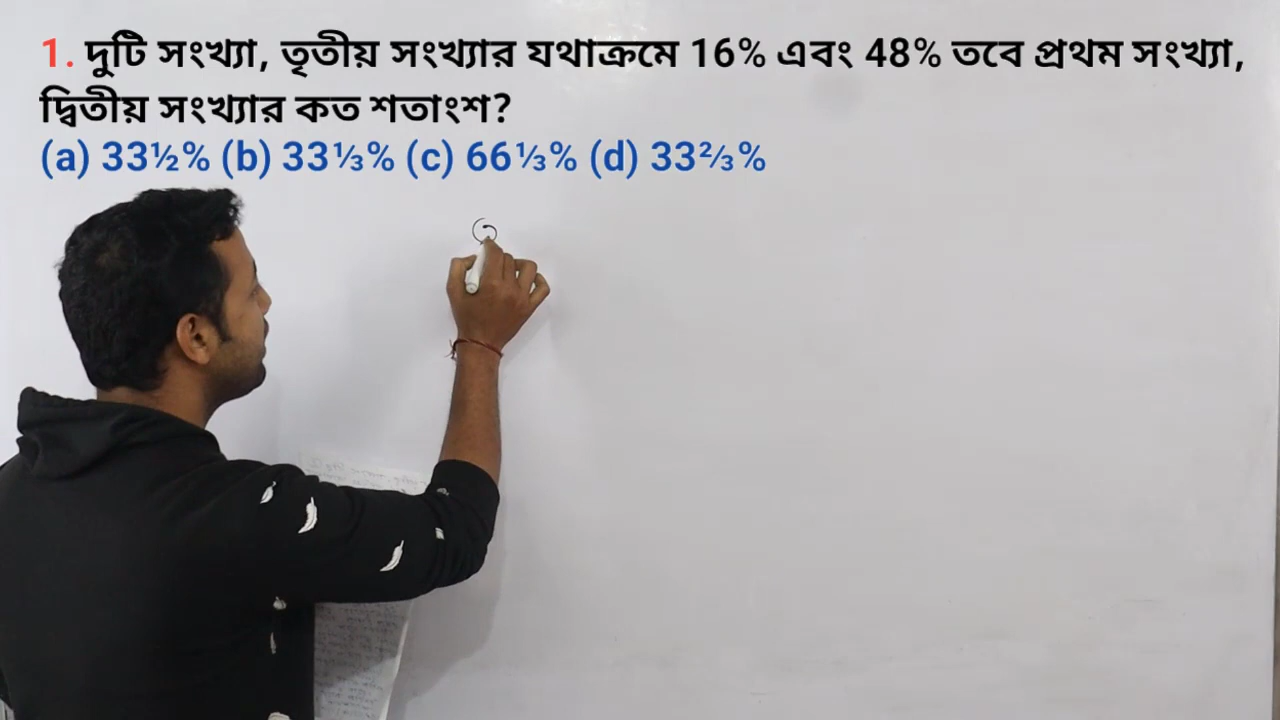 1. দুটি সংখ্যা, তৃতীয় সংখ্যার যথাক্রমে 16% এবং 48% তবে প্রথম সংখ্যা,
দ্বিতীয় সংখ্যার কত শতাংশ?
(a) 33½% (b) 33⅓% (c) 66⅓% (d) 33⅔%